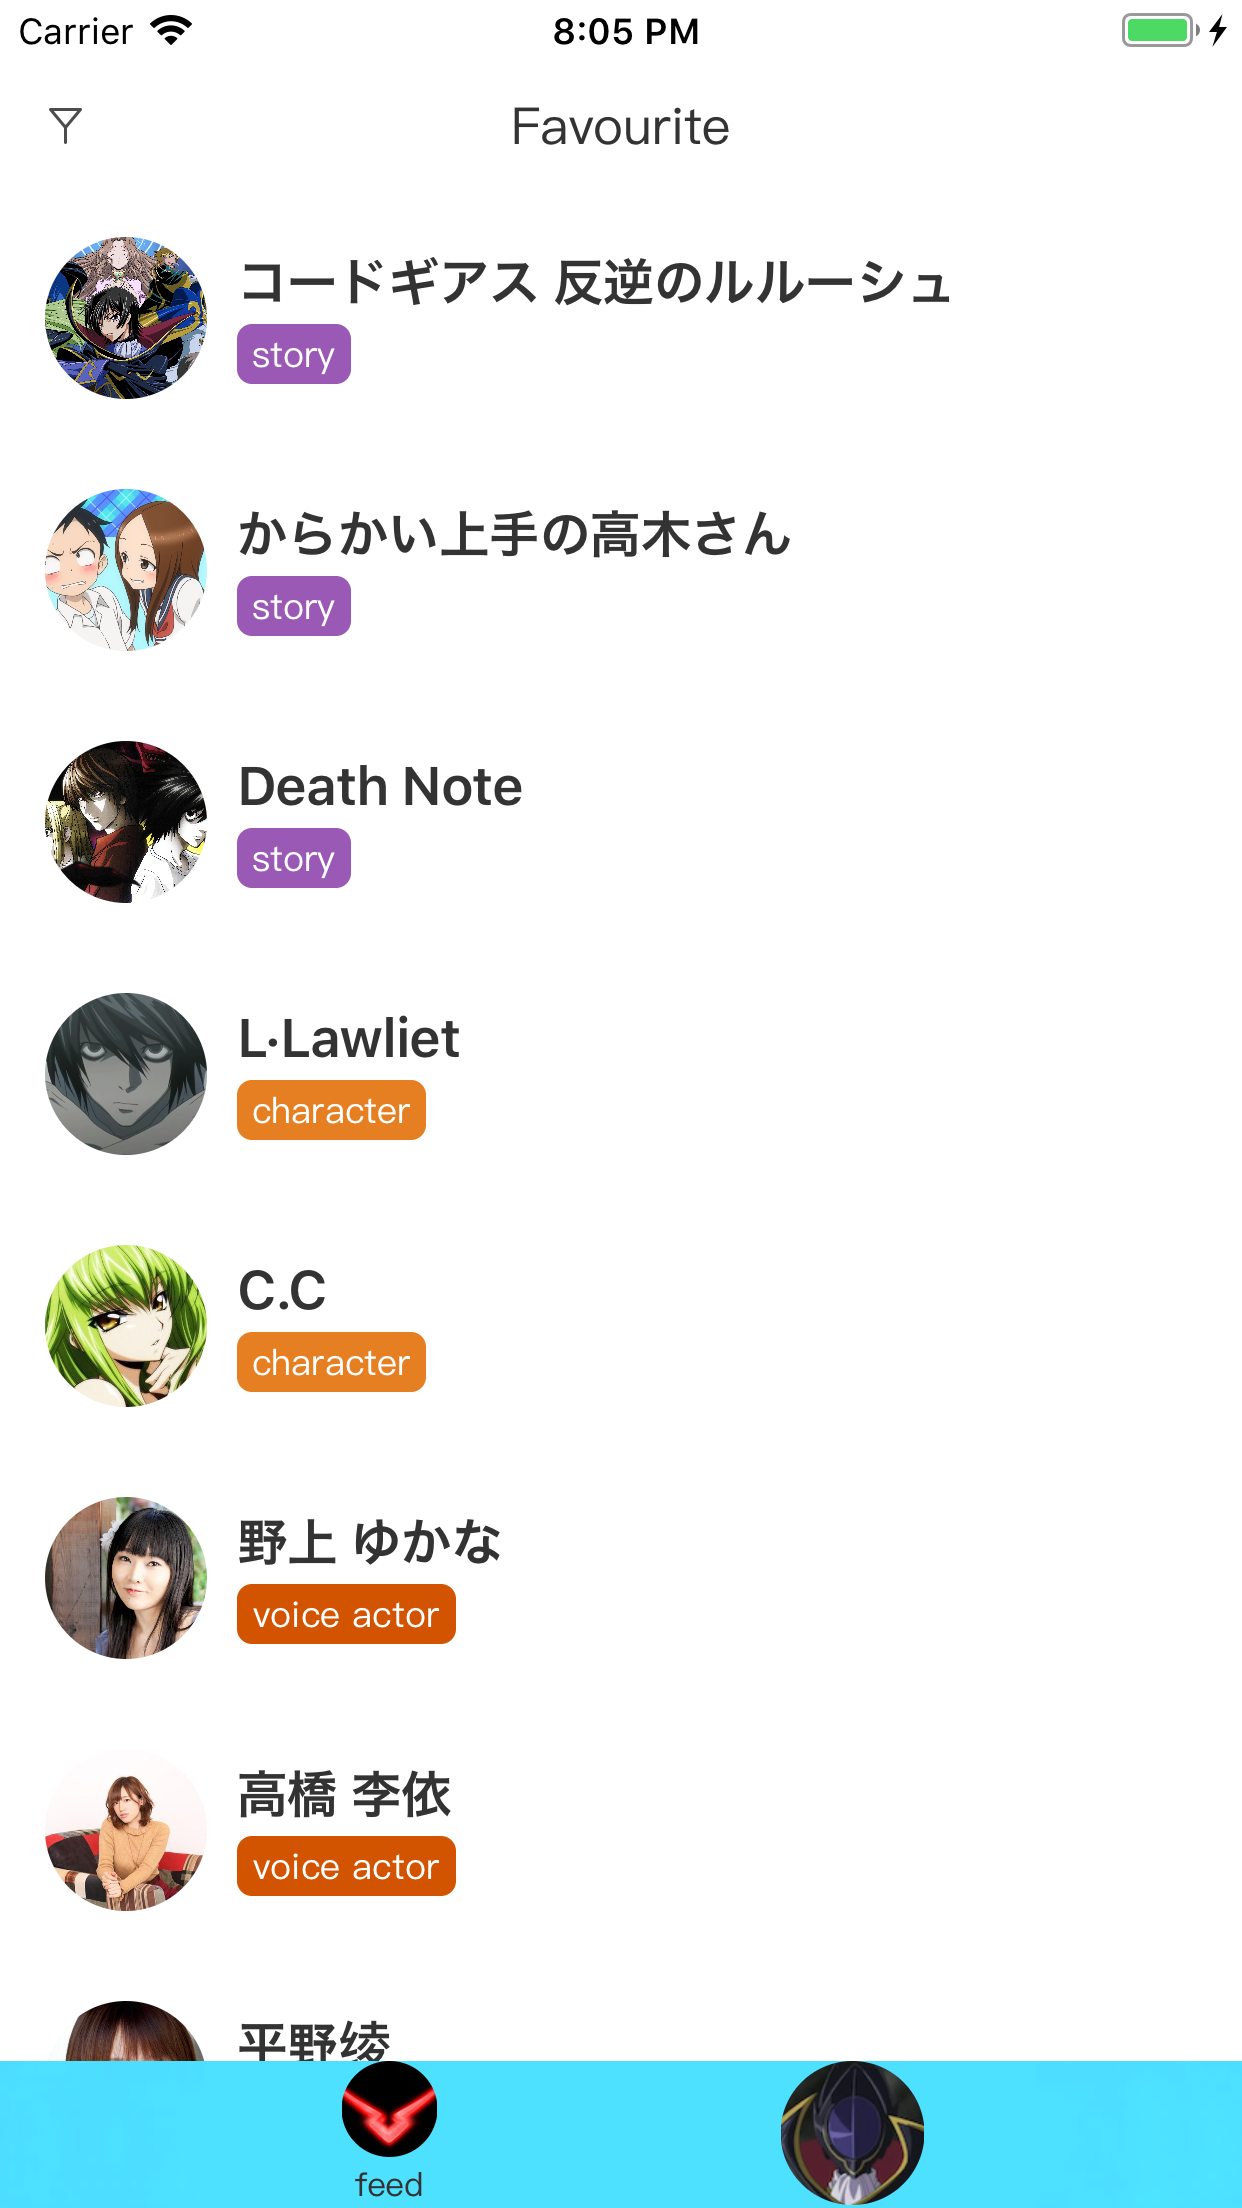 Carrier 8:05 PM
Favourite
コードギアス 反逆のルルーシュ
story
からかい上手の高木さん
story
Death Note
story
L·Lawliet
character
C.C
character
野上 ゆかな
voice actor
高橋 李依
voice actor
平野绫
feed